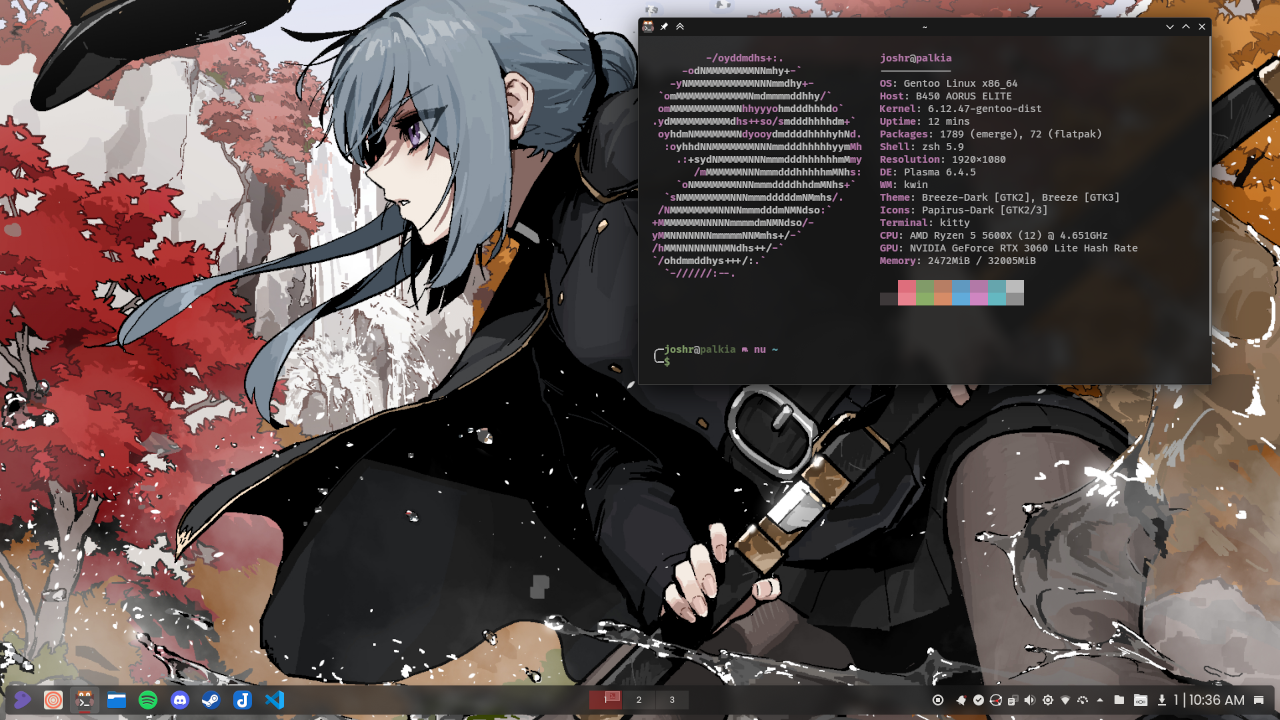 ~
-/oyddmdhs+:.
-odNMMMMMMMMNNmhy+-`
-yNMMMMMMMMMMMNNNmmdhy+-
`omMMMMMMMMMMMMNmdmmmmddhhy/`
omMMMMMMMMMMMNhhyyyohmdddhhhdo`
.ydMMMMMMMMMMdhs++so/smdddhhhhdm+`
oyhdmNMMMMMMMNdyooydmddddhhhhyhNd.
:oyhhdNNMMMMMMMNNNmmdddhhhhhyymMh
.:+sydNMMMMMNNNmmmdddhhhhhhmMmy
/mMMMMMMNNNmmmdddhhhhhmMNhs:
`oNMMMMMMMNNNmmmddddhhdmMNhs+`
`sNMMMMMMMMNNNmmmdddddmNMmhs/.
/NMMMMMMMMNNNNmmmdddmNMNdso:`
+MMMMMMMNNNNNmmmmdmNMNdso/-
yMMNNNNNNNmmmmmNNMmhs+/-`
/hMMNNNNNNNNMNdhs++/-`
`/ohdmmddhys+++/:.`
`-//////:--.
joshr@palkia
OS: Gentoo Linux x86_64
Host: B450 AORUS ELITE
Kernel: 6.12.47-gentoo-dist
Uptime: 12 mins
Packages: 1789 (emerge), 72 (flatpak)
Shell: zsh 5.9
Resolution: 1920×1080
DE: Plasma 6.4.5
WM: kwin
Theme: Breeze-Dark [GTK2], Breeze [GTK3]
Icons: Papirus-Dark [GTK2/3]
Terminal: kitty
CPU: AMD Ryzen 5 5600X (12) @ 4.651GHz
GPU: NVIDIA GeForce RTX 3060 Lite Hash Rate
Memory: 2472MiB / 32005MiB
joshr@palkia nu ~
$
1 2 3
1 | 10:36 AM